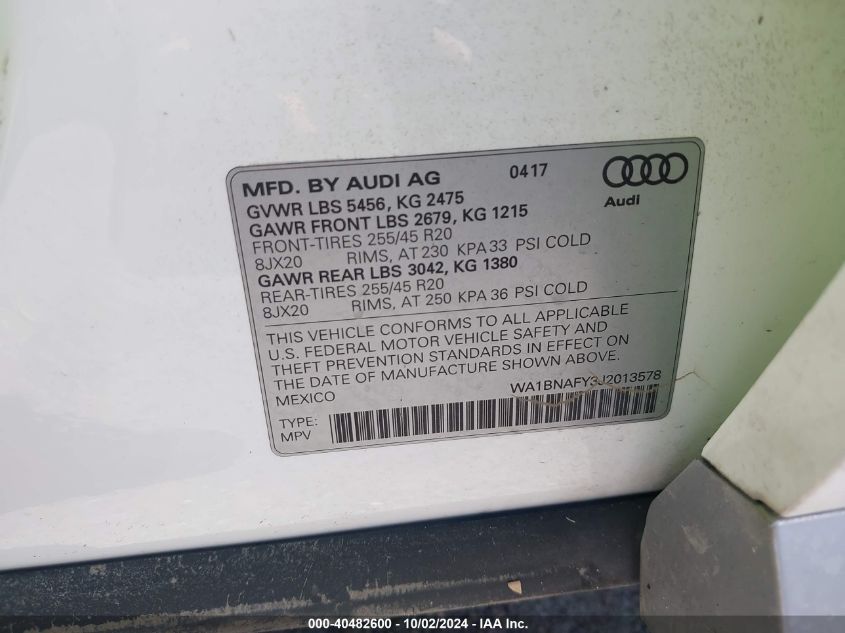 MFD. BY AUDI AG 0417
Audi
GVWR LBS 5456, KG 2475
GAWR FRONT LBS 2679, KG 1215
FRONT-TIRES 255/45 R20
8JX20 RIMS, AT 230 KPA 33 PSI COLD
GAWR REAR LBS 3042, KG 1380
REAR-TIRES 255/45 R20
8JX20 RIMS, AT 250 KPA 36 PSI COLD
THIS VEHICLE CONFORMS TO ALL APPLICABLE
U.S. FEDERAL MOTOR VEHICLE SAFETY AND
THEFT PREVENTION STANDARDS IN EFFECT ON
THE DATE OF MANUFACTURE SHOWN ABOVE.
MEXICO WA1BNAFY3J2013578
TYPE:
MPV
000-40482600 - 10/02/2024 - IAA, Inc.